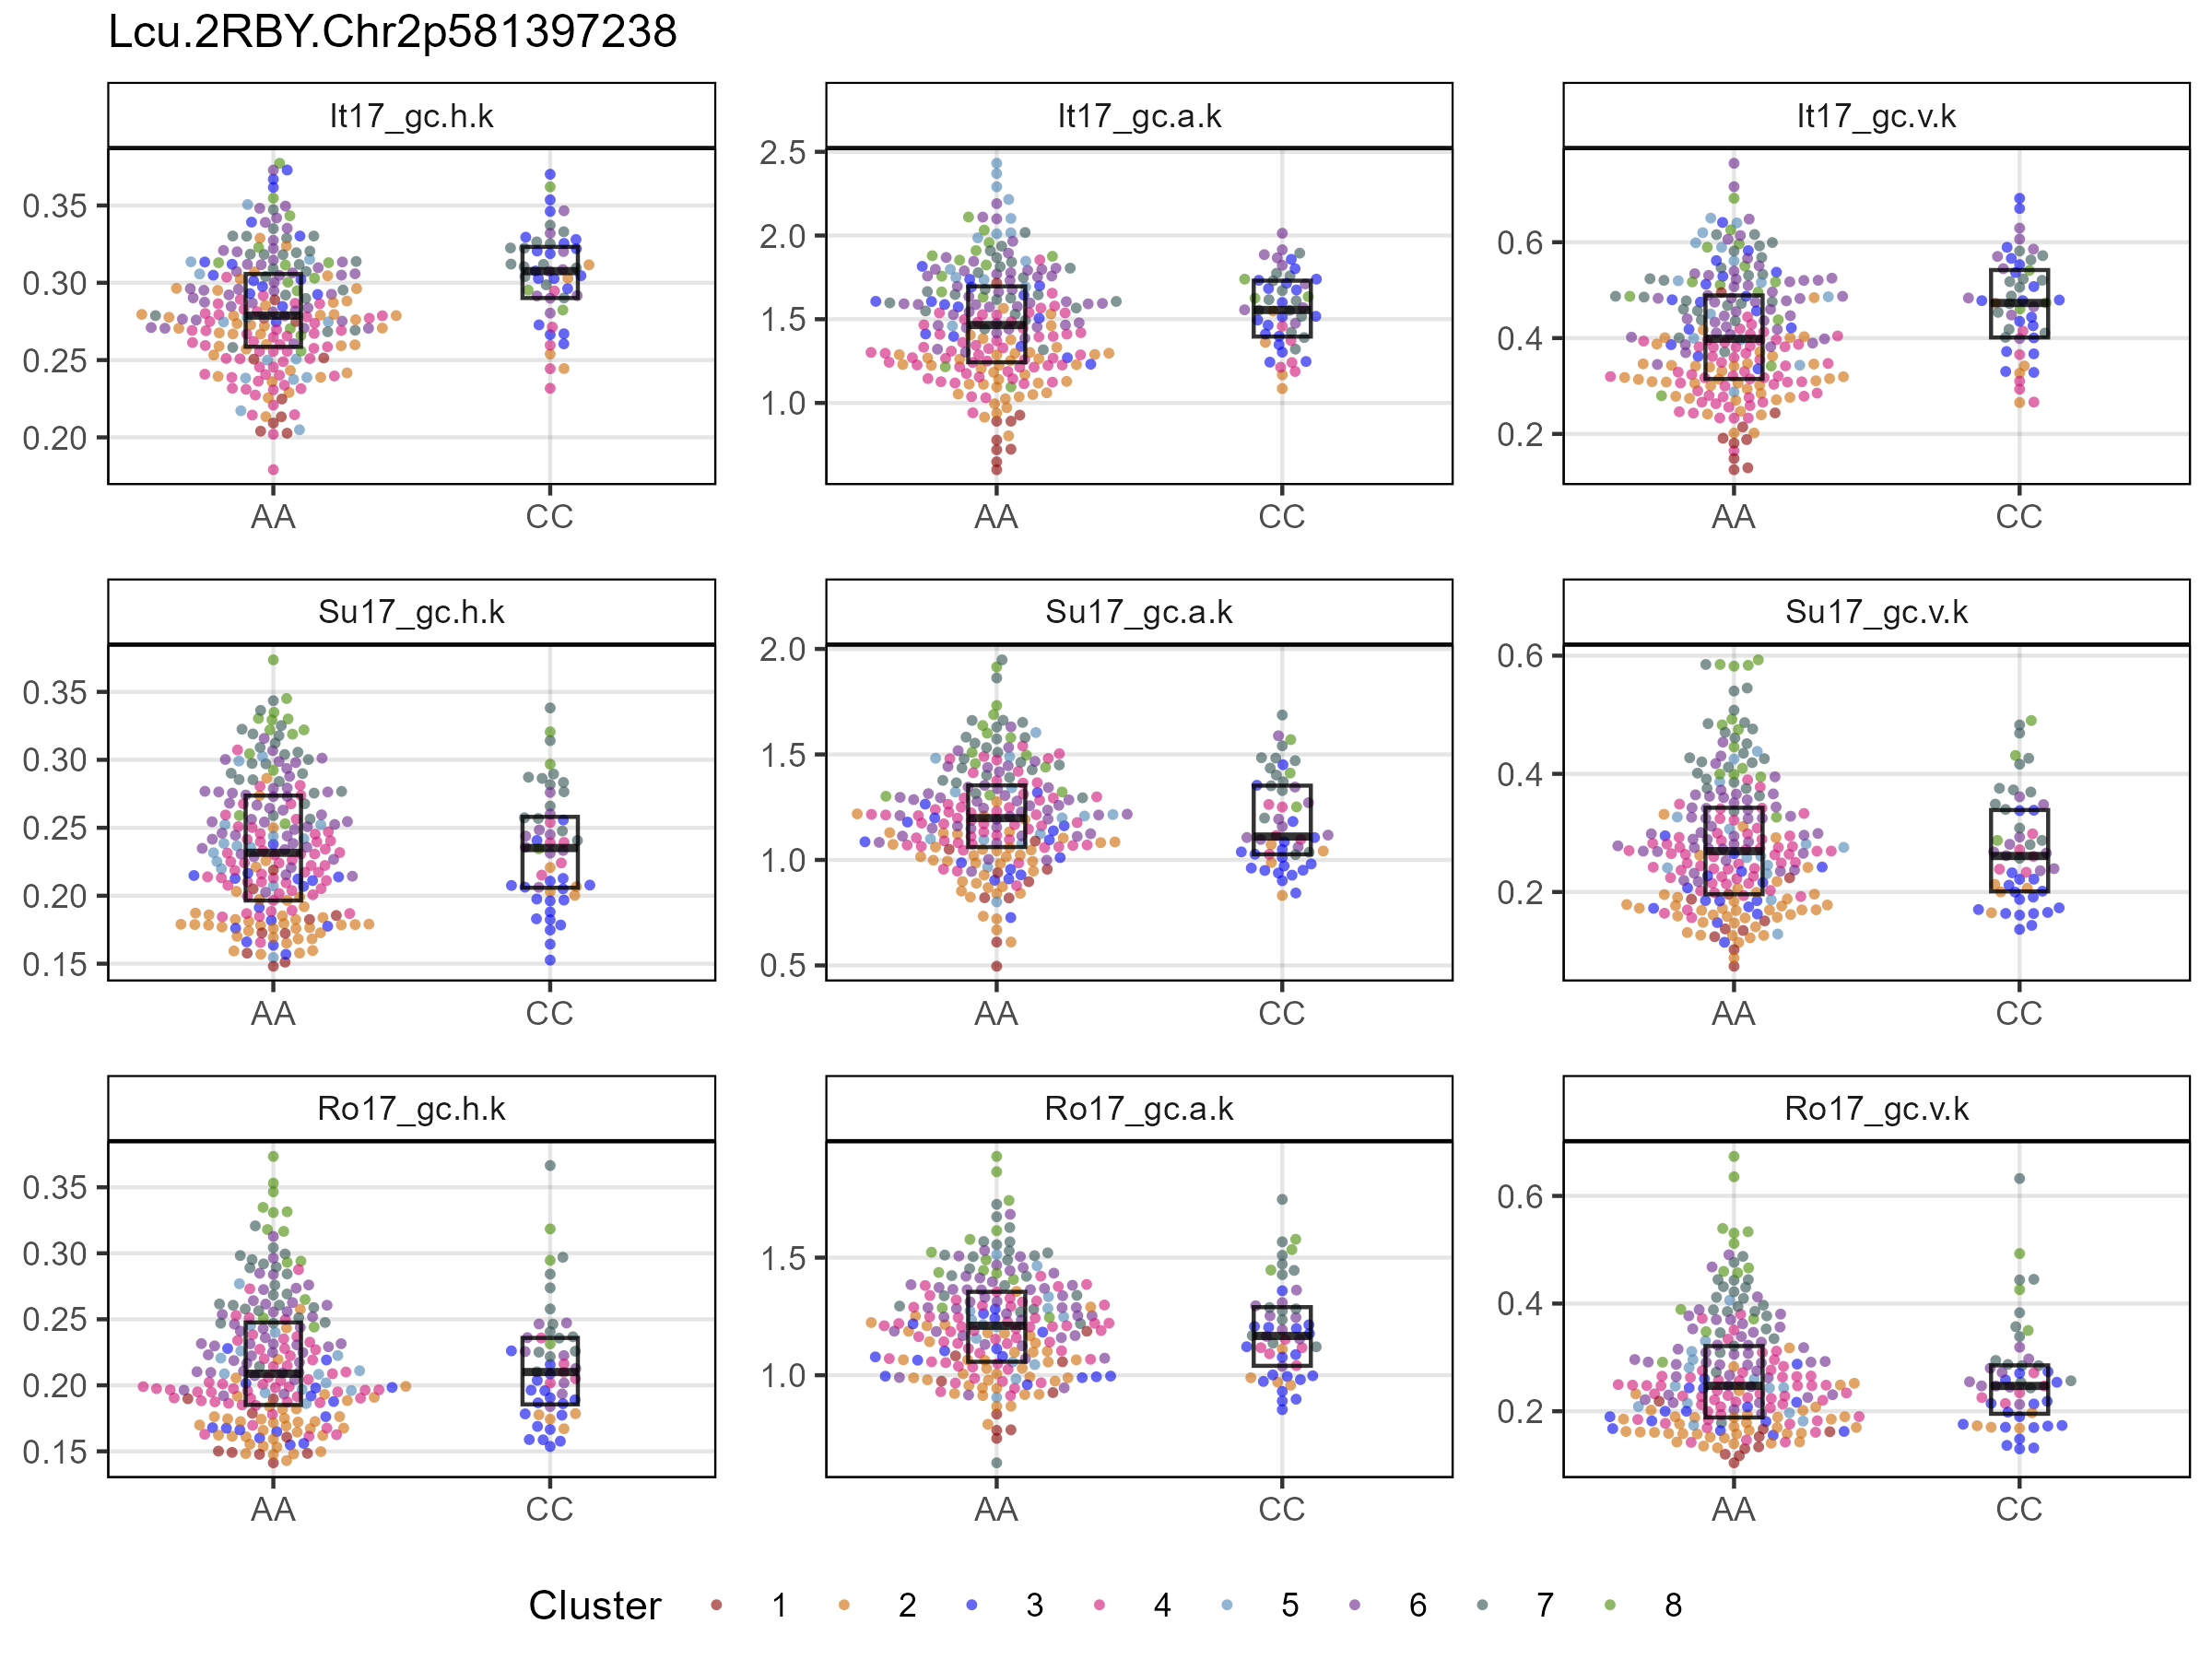 Lcu.2RBY.Chr2p581397238
It17_gc.h.k
It17_gc.a.k
It17_gc.v.k
0.35
0.30
0.25
0.20
2.5
2.0
1.5
1.0
0.6
0.4
0.2
AA CC
AA CC
AA CC
Su17_gc.h.k
Su17_gc.a.k
Su17_gc.v.k
0.35
0.30
0.25
0.20
0.15
2.0
1.5
1.0
0.5
0.6
0.4
0.2
AA CC
AA CC
AA CC
Ro17_gc.h.k
Ro17_gc.a.k
Ro17_gc.v.k
0.35
0.30
0.25
0.20
0.15
1.5
1.0
0.6
0.4
0.2
AA CC
AA CC
AA CC
Cluster 1 2 3 4 5 6 7 8